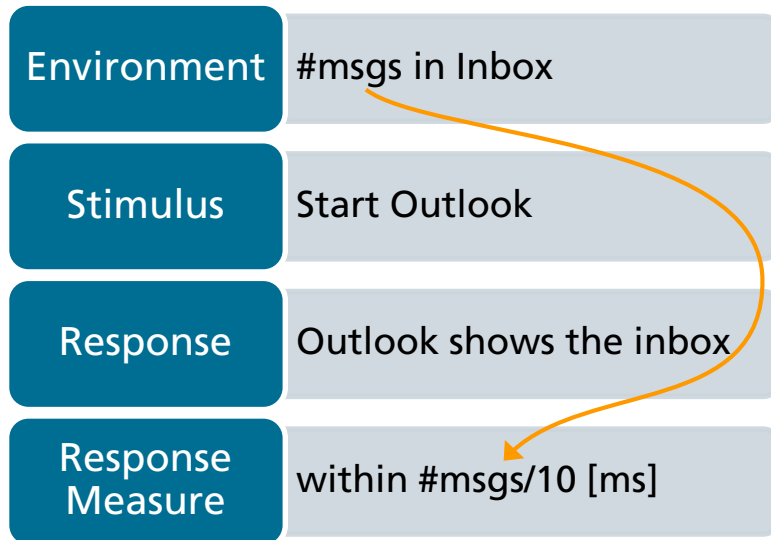 Environment #msgs in Inbox
Stimulus Start Outlook
Response Outlook shows the inbox
Response
Measure
within #msgs/10 [ms]